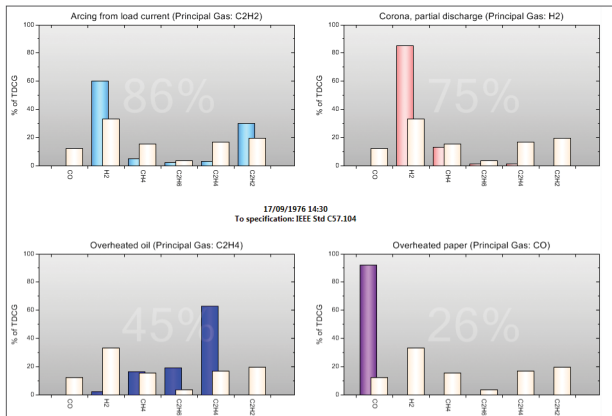 Arcing from load current (Principal Gas: C2H2)
% of TDCG
100
80
60
40
20
0
86%
CO
H2
CH4
C2H6
C2H4
C2H2
Corona, partial discharge (Principal Gas: H2)
% of TDCG
100
80
60
40
20
0
75%
CO
H2
CH4
C2H6
C2H4
C2H2
17/09/1976 14:30
To specification: IEEE Std C57.104
Overheated oil (Principal Gas: C2H4)
% of TDCG
100
80
60
40
20
0
45%
CO
H2
CH4
C2H6
C2H4
C2H2
Overheated paper (Principal Gas: CO)
% of TDCG
100
80
60
40
20
0
26%
CO
H2
CH4
C2H6
C2H4
C2H2